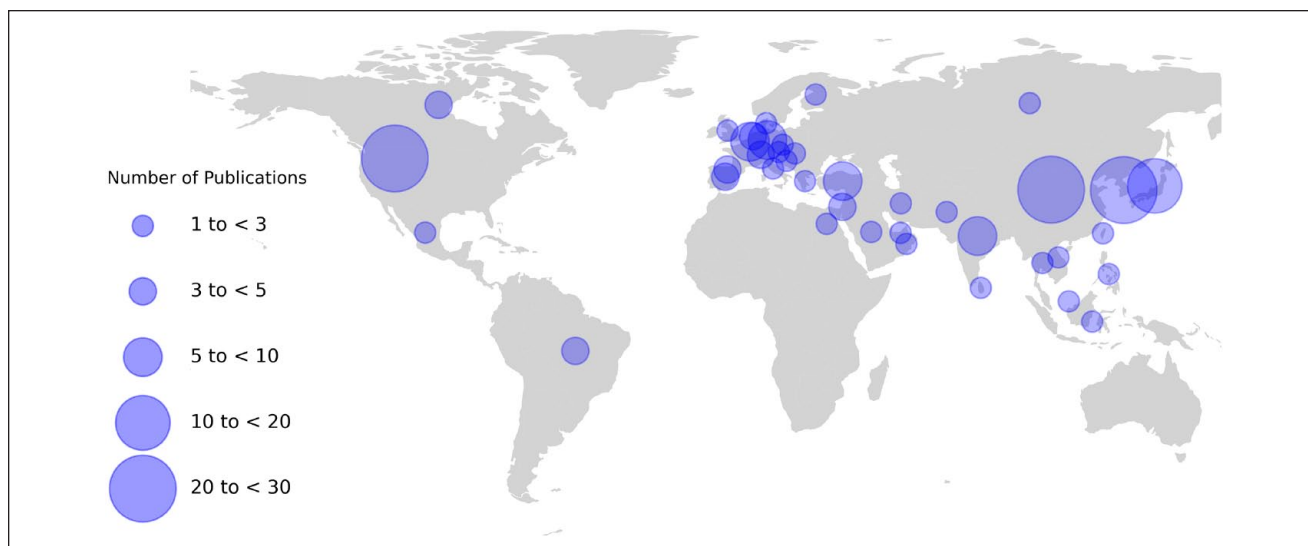 Number of Publications
1 to < 3
3 to < 5
5 to < 10
10 to < 20
20 to < 30